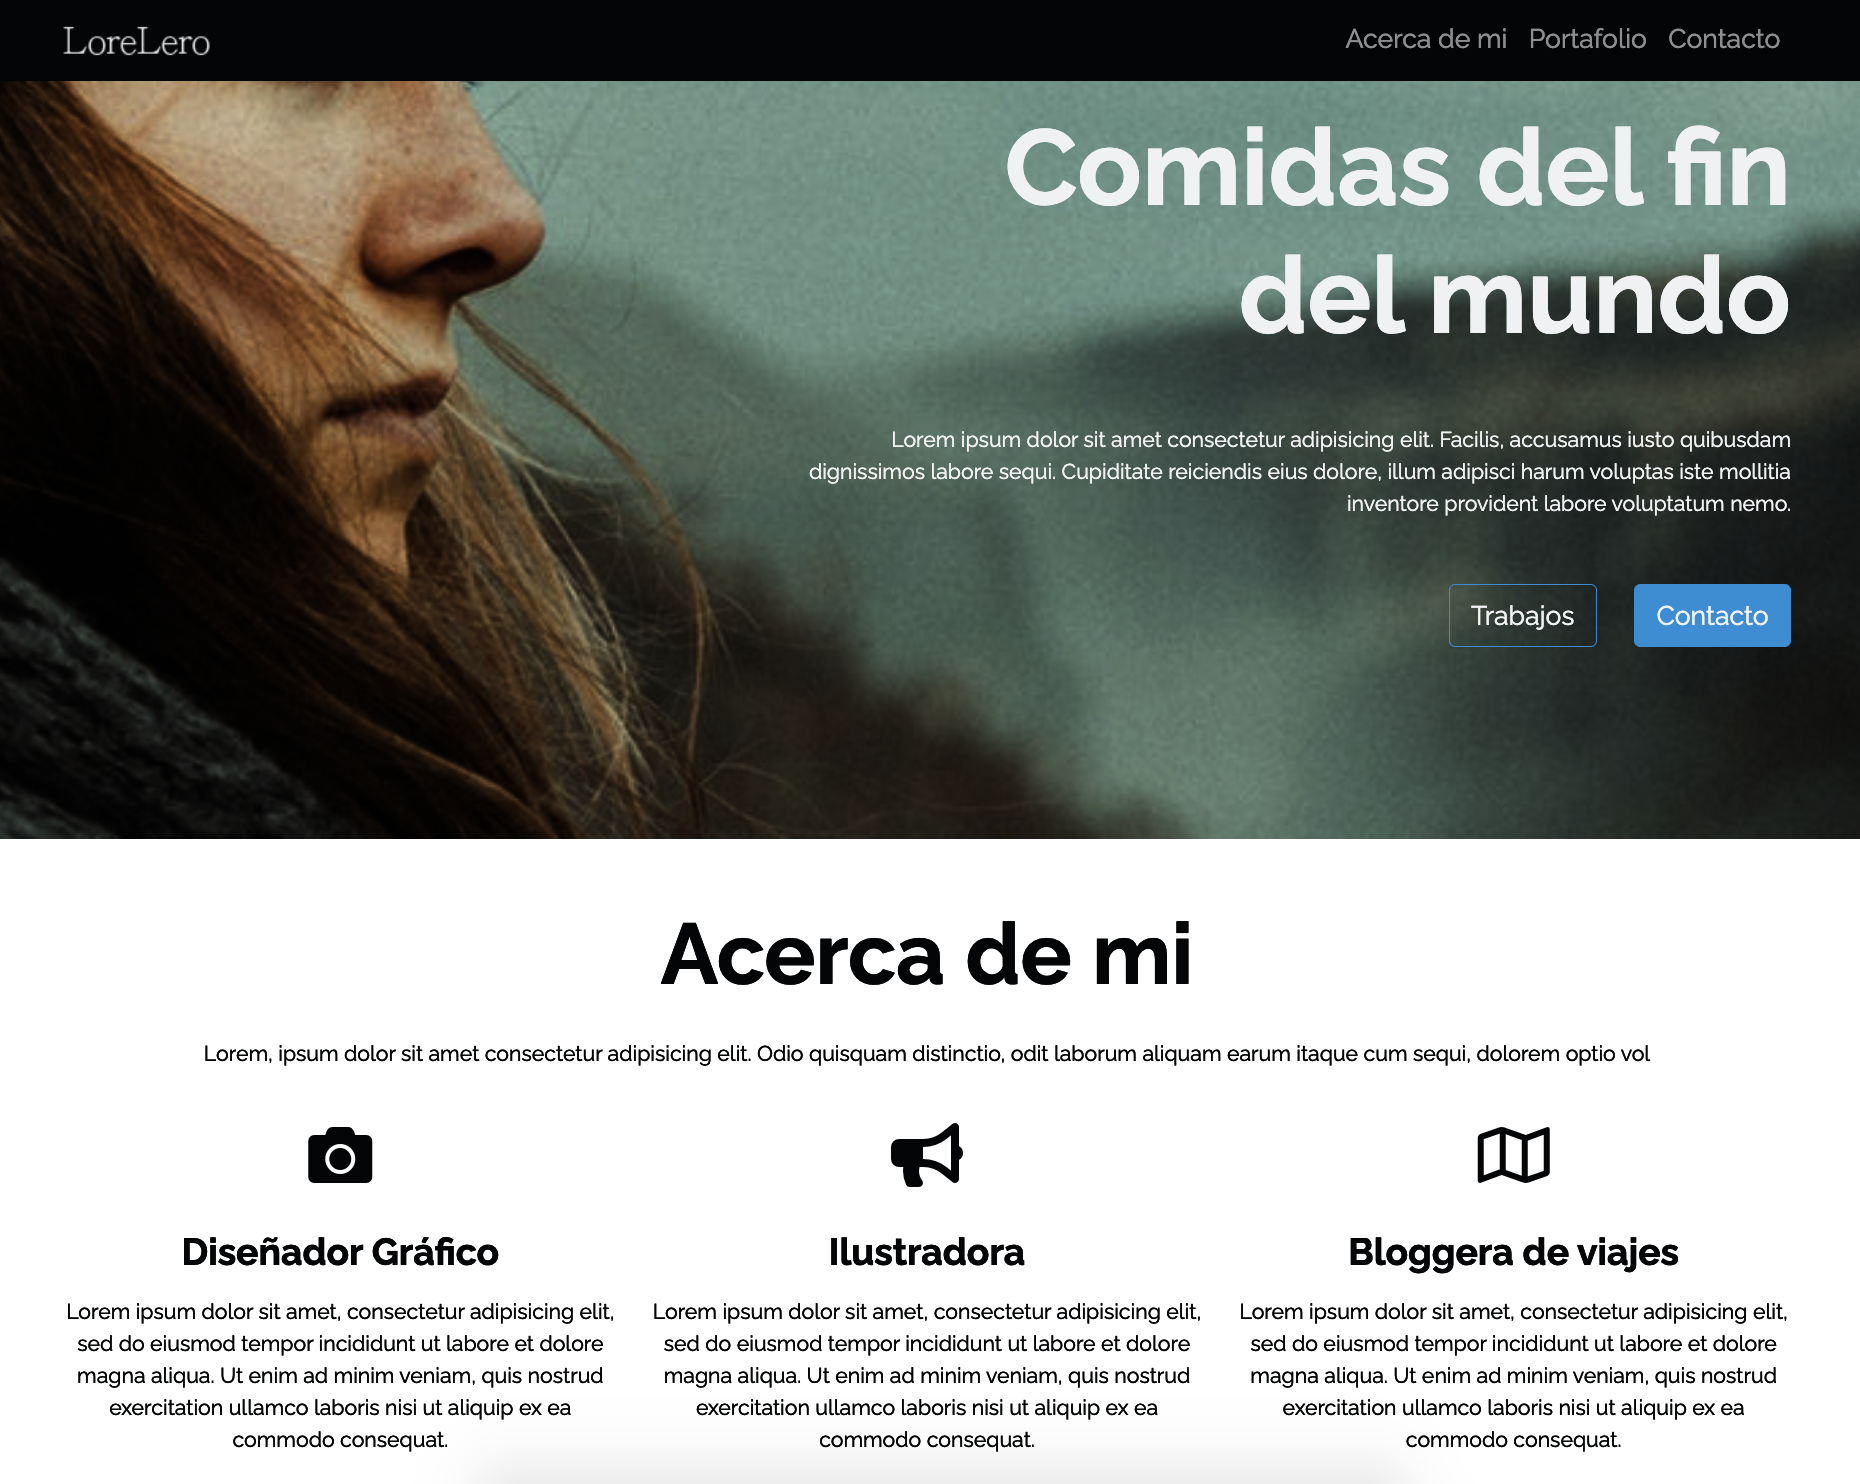 LoreLero
Acerca de mi Portafolio Contacto
Comidas del fin
del mundo
Lorem ipsum dolor sit amet consectetur adipisicing elit. Facilis, accusamus iusto quibusdam
dignissimos labore sequi. Cupiditate reiciendis eius dolore, illum adipisci harum voluptas iste mollitia
inventore provident labore voluptatum nemo.
Trabajos Contacto
Acerca de mi
Lorem, ipsum dolor sit amet consectetur adipisicing elit. Odio quisquam distinctio, odit laborum aliquam earum itaque cum sequi, dolorem optio vol
Diseñador Gráfico
Lorem ipsum dolor sit amet, consectetur adipisicing elit,
sed do eiusmod tempor incididunt ut labore et dolore
magna aliqua. Ut enim ad minim veniam, quis nostrud
exercitation ullamco laboris nisi ut aliquip ex ea
commodo consequat.
Ilustradora
Lorem ipsum dolor sit amet, consectetur adipisicing elit,
sed do eiusmod tempor incididunt ut labore et dolore
magna aliqua. Ut enim ad minim veniam, quis nostrud
exercitation ullamco laboris nisi ut aliquip ex ea
commodo consequat.
Bloggera de viajes
Lorem ipsum dolor sit amet, consectetur adipisicing elit,
sed do eiusmod tempor incididunt ut labore et dolore
magna aliqua. Ut enim ad minim veniam, quis nostrud
exercitation ullamco laboris nisi ut aliquip ex ea
commodo consequat.